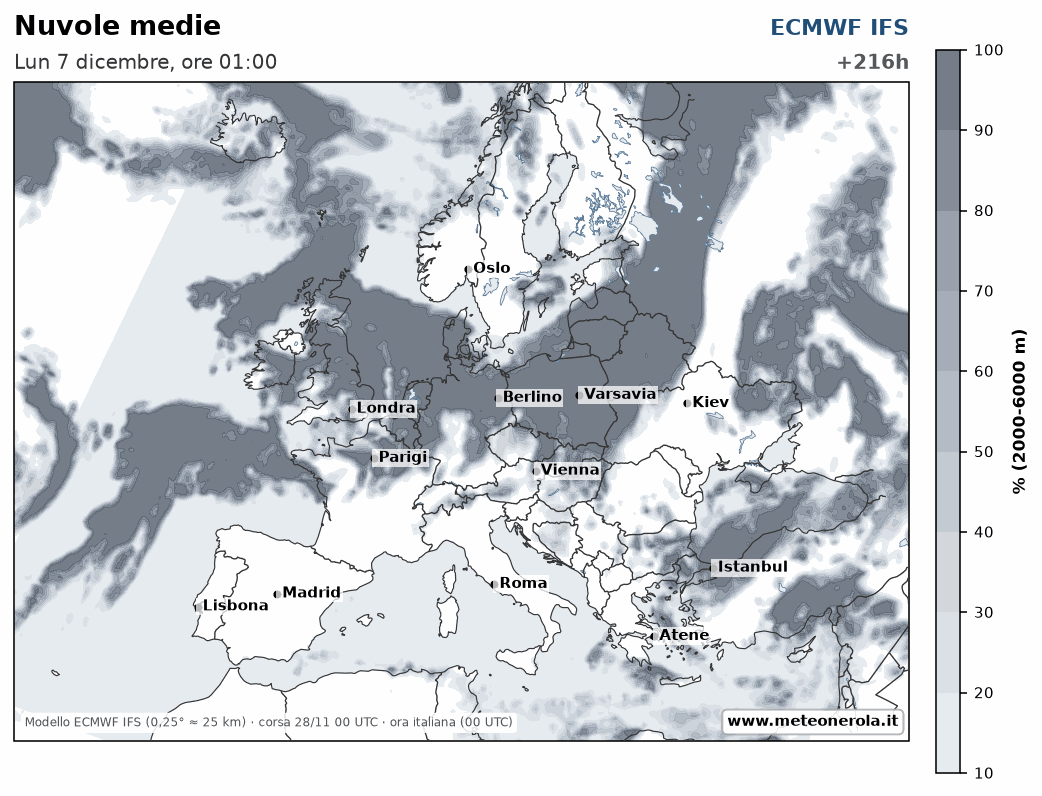 Nuvole medie
ECMWF IFS
Lun 7 dicembre, ore 01:00
+216h
100
90
80
70
60
50
40
30
20
10
% (2000-6000 m)
Oslo
Londra
Berlino
Varsavia
Kiev
Parigi
Vienna
Istanbul
Roma
Madrid
Lisbona
Atene
Modello ECMWF IFS (0,25° ≈ 25 km) · corsa 28/11 00 UTC · ora italiana (00 UTC)
www.meteonerola.it